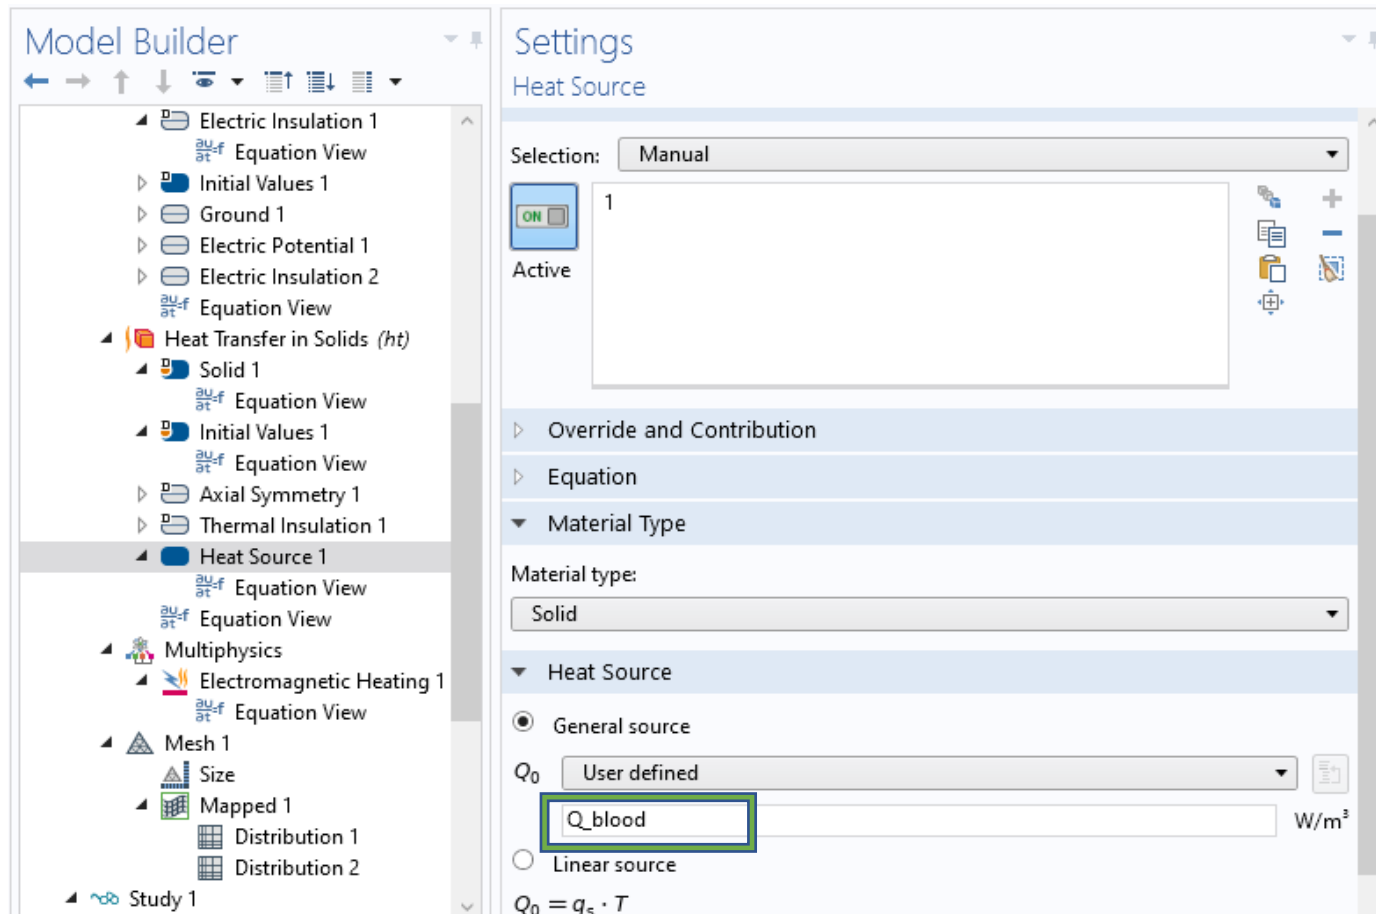 Model Builder
Electric Insulation 1
Equation View
Initial Values 1
Ground 1
Electric Potential 1
Electric Insulation 2
Equation View
Heat Transfer in Solids (ht)
Solid 1
Equation View
Initial Values 1
Equation View
Axial Symmetry 1
Thermal Insulation 1
Heat Source 1
Equation View
Equation View
Multiphysics
Electromagnetic Heating 1
Equation View
Mesh 1
Size
Mapped 1
Distribution 1
Distribution 2
Study 1
Settings
Heat Source
Selection: Manual
ON
Active
1
Override and Contribution
Equation
Material Type
Material type:
Solid
Heat Source
General source
Q₀ User defined
Q_blood W/m³
Linear source
Q₀ = qₛ · T